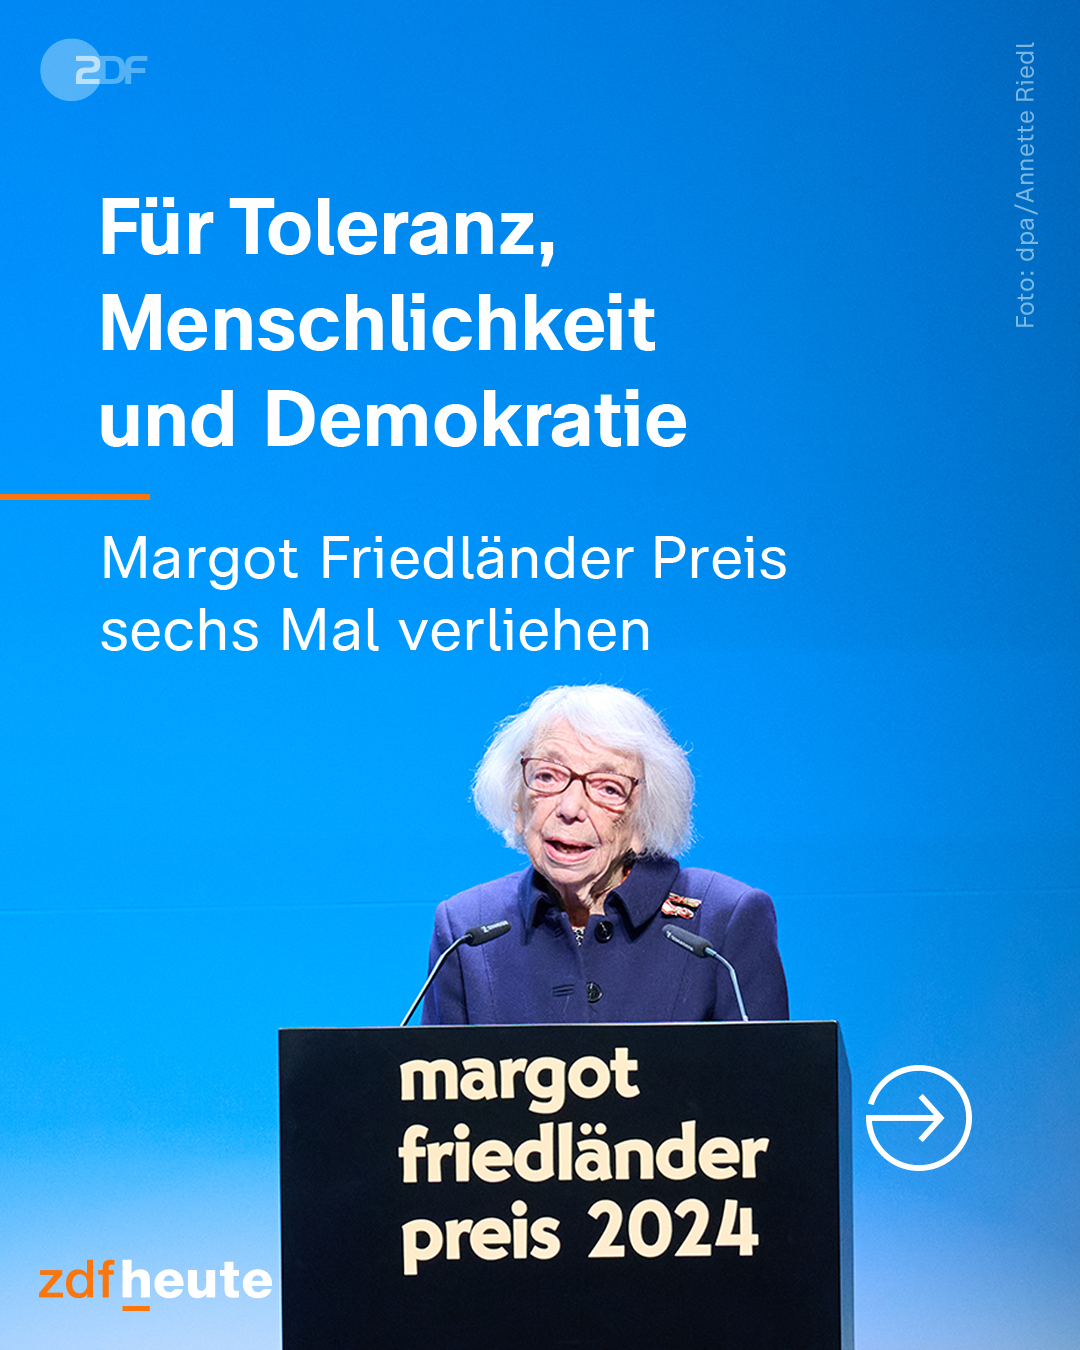 ZDF
Foto: dpa/Annette Riedl
Für Toleranz,
Menschlichkeit
und Demokratie
Margot Friedländer Preis
sechs Mal verliehen
margot
friedländer
preis 2024
zdfheute